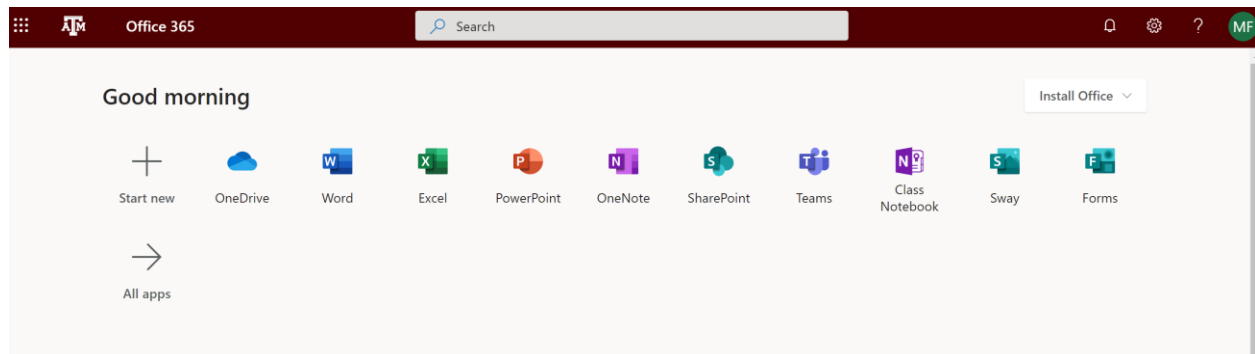 ATM Office 365 Search ? MF
Good morning Install Office
W X P N S T N S F
Start new OneDrive Word Excel PowerPoint OneNote SharePoint Teams Class Notebook Sway Forms
All apps